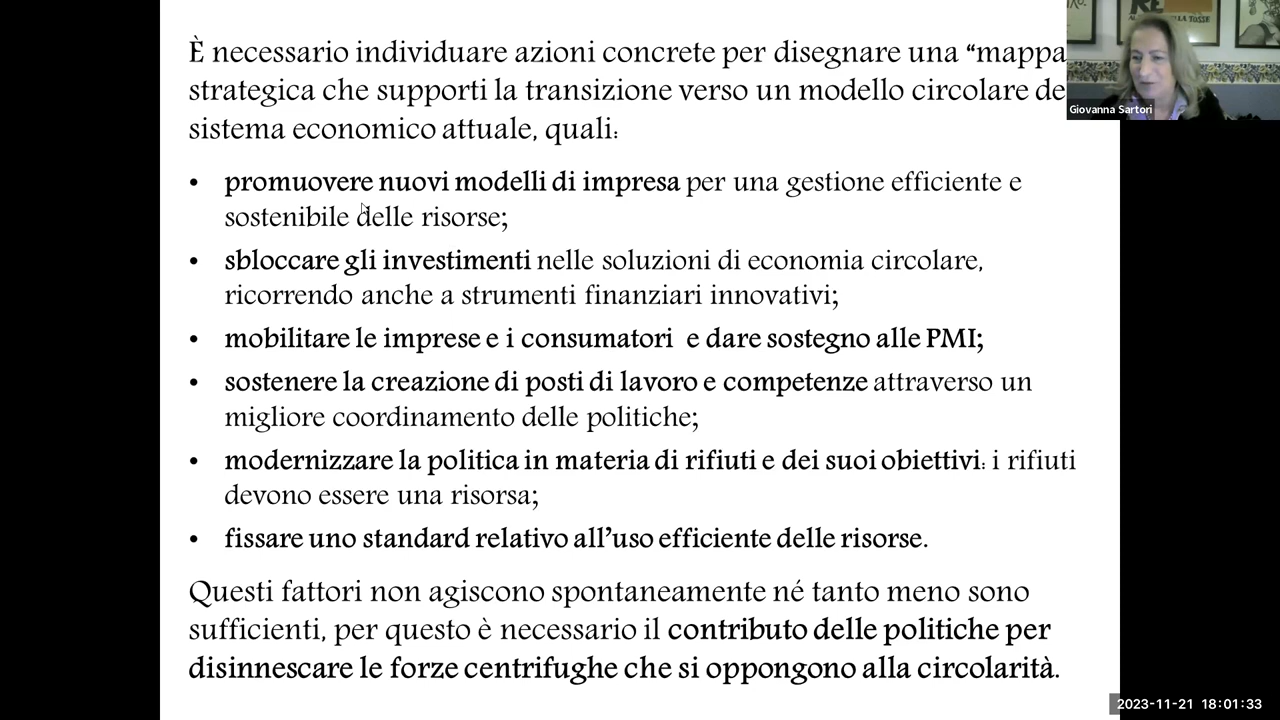 È necessario individuare azioni concrete per disegnare una “mappa
strategica che supporti la transizione verso un modello circolare de
sistema economico attuale, quali:
• promuovere nuovi modelli di impresa per una gestione efficiente e
sostenibile delle risorse;
• sbloccare gli investimenti nelle soluzioni di economia circolare,
ricorrendo anche a strumenti finanziari innovativi;
• mobilitare le imprese e i consumatori e dare sostegno alle PMI;
• sostenere la creazione di posti di lavoro e competenze attraverso un
migliore coordinamento delle politiche;
• modernizzare la politica in materia di rifiuti e dei suoi obiettivi: i rifiuti
devono essere una risorsa;
• fissare uno standard relativo all’uso efficiente delle risorse.
Questi fattori non agiscono spontaneamente né tanto meno sono
sufficienti, per questo è necessario il contributo delle politiche per
disinnescare le forze centrifughe che si oppongono alla circolarità.
LA TOSSE
Giovanna Sartori
2023-11-21 18:01:33